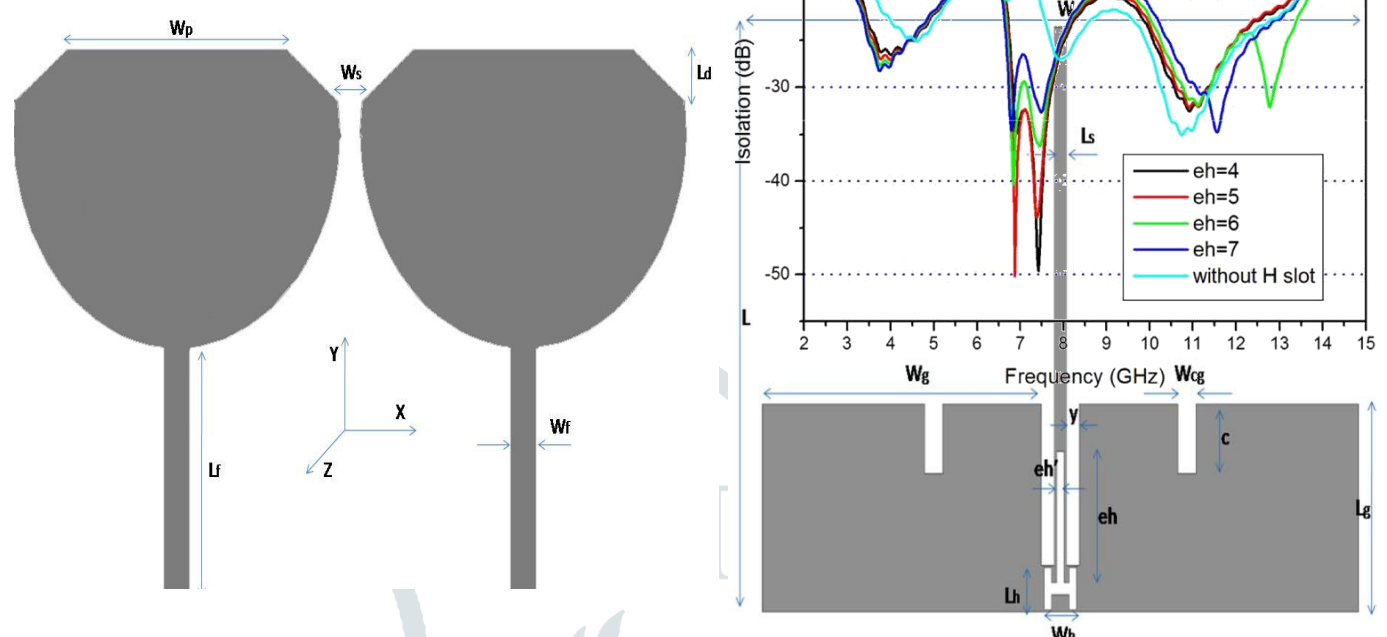 Wp
Ws
Ld
Y
X
Z
Wf
Lf
W
L
Isolation (dB)
-30
-40
-50
Ls
eh=4
eh=5
eh=6
eh=7
without H slot
2 3 4 5 6 7 8 9 10 11 12 13 14 15
Frequency (GHz)
Wg
Wcg
y
c
eh'
eh
Lg
Lh
Wh